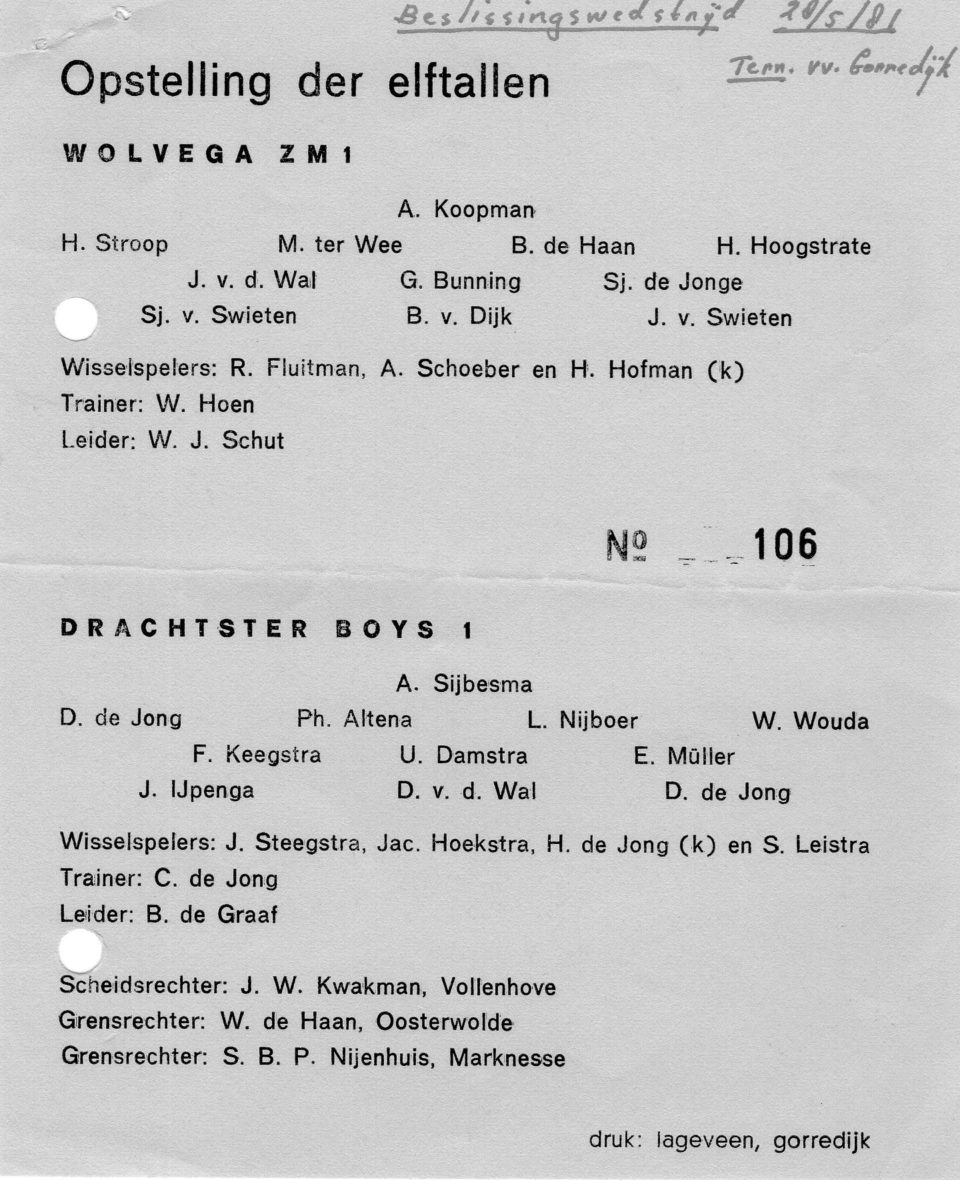 Beslissingswedstrijd 28/5/81
Terr. vv. Gorredijk
Opstelling der elftallen
WOLVEGA ZM 1
A. Koopman
H. Stroop M. ter Wee B. de Haan H. Hoogstrate
J. v. d. Wal G. Bunning Sj. de Jonge
Sj. v. Swieten B. v. Dijk J. v. Swieten
Wisselspelers: R. Fluitman, A. Schoeber en H. Hofman (k)
Trainer: W. Hoen
Leider: W. J. Schut
Nº 106
DRACHTSTER BOYS 1
A. Sijbesma
D. de Jong Ph. Altena L. Nijboer W. Wouda
F. Keegstra U. Damstra E. Müller
J. IJpenga D. v. d. Wal D. de Jong
Wisselspelers: J. Steegstra, Jac. Hoekstra, H. de Jong (k) en S. Leistra
Trainer: C. de Jong
Leider: B. de Graaf
Scheidsrechter: J. W. Kwakman, Vollenhove
Grensrechter: W. de Haan, Oosterwolde
Grensrechter: S. B. P. Nijenhuis, Marknesse
druk: lageveen, gorredijk